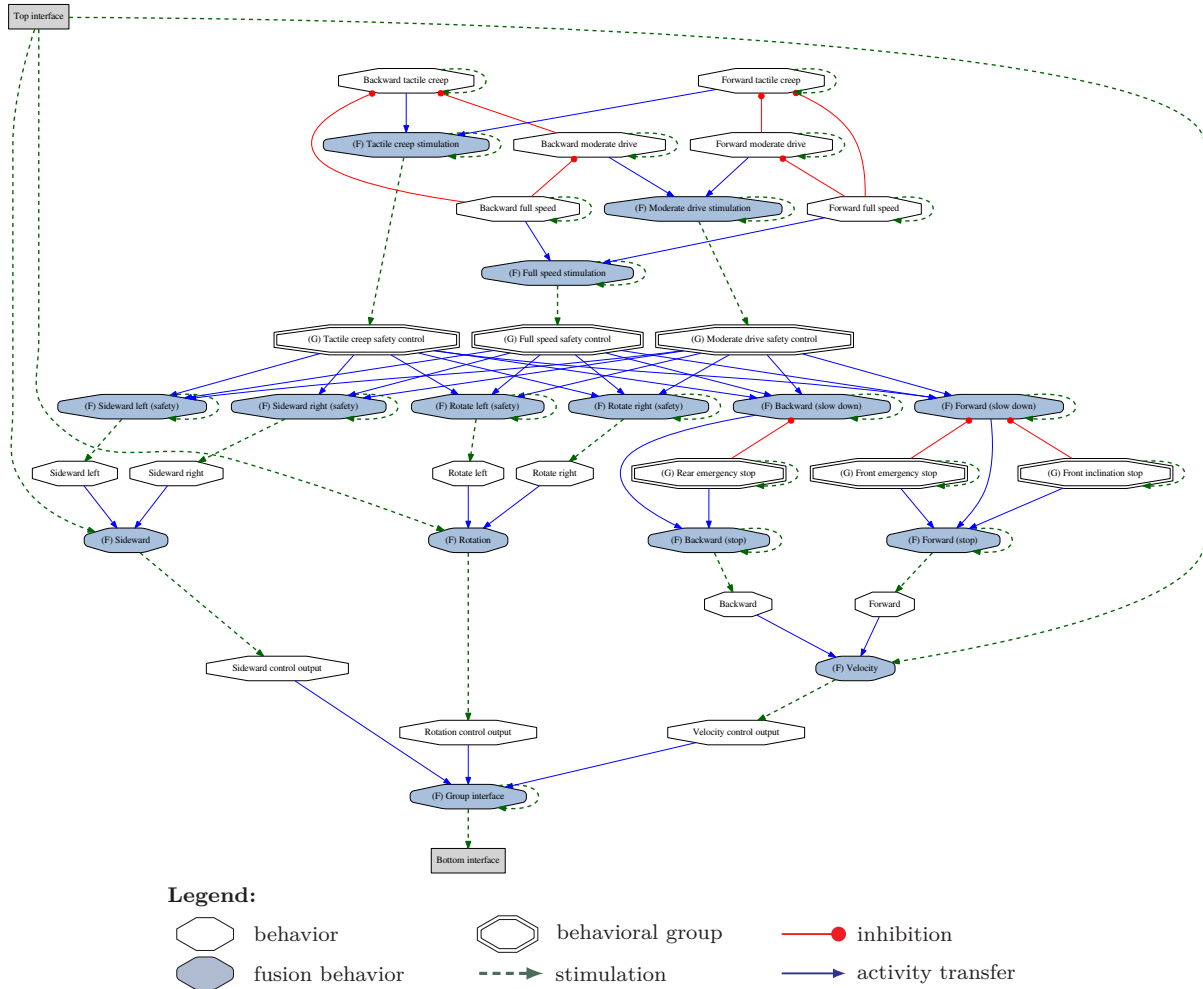 Top interface
Backward tactile creep
Forward tactile creep
(F) Tactile creep stimulation
Backward moderate drive
Forward moderate drive
Backward full speed
(F) Moderate drive stimulation
Forward full speed
(F) Full speed stimulation
(G) Tactile creep safety control
(G) Full speed safety control
(G) Moderate drive safety control
(F) Sideward left (safety)
(F) Sideward right (safety)
(F) Rotate left (safety)
(F) Rotate right (safety)
(F) Backward (slow down)
(F) Forward (slow down)
Sideward left
Sideward right
Rotate left
Rotate right
(G) Rear emergency stop
(G) Front emergency stop
(G) Front inclination stop
(F) Sideward
(F) Rotation
(F) Backward (stop)
(F) Forward (stop)
Backward
Forward
Sideward control output
(F) Velocity
Rotation control output
Velocity control output
(F) Group interface
Bottom interface
Legend:
behavior
behavioral group
inhibition
fusion behavior
stimulation
activity transfer